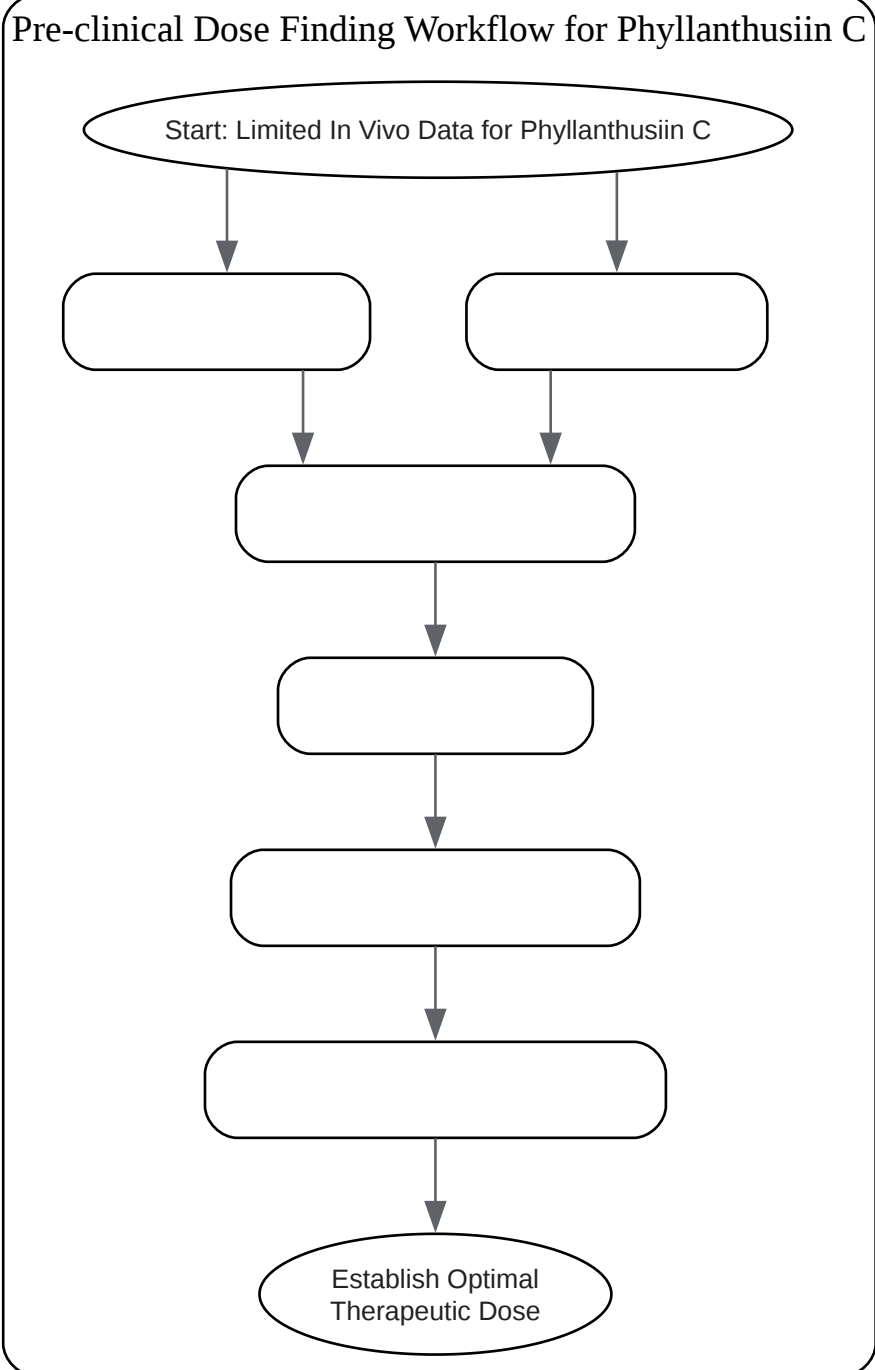 Pre-clinical Dose Finding Workflow for Phyllanthusiin C
Start: Limited In Vivo Data for Phyllanthusiin C
Establish Optimal
Therapeutic Dose